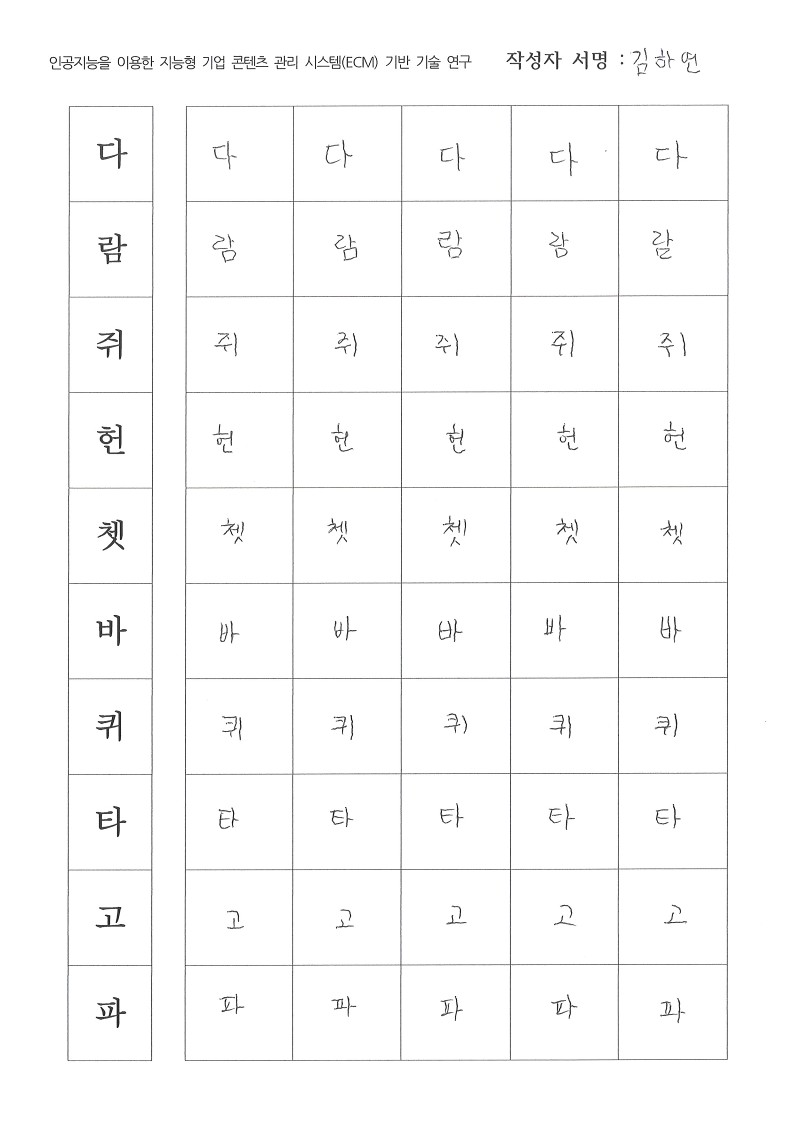 인공지능을 이용한 지능형 기업 콘텐츠 관리 시스템(ECM) 기반 기술 연구 작성자 서명 : 김하연
다 다 다 다 다 다
람 람 람 람 람 람
쥐 쥐 쥐 쥐 쥐 쥐
헌 헌 헌 헌 헌 헌
쳇 쳇 쳇 쳇 쳇 쳇
바 바 바 바 바 바
퀴 퀴 퀴 퀴 퀴 퀴
타 타 타 타 타 타
고 고 고 고 고 고
파 파 파 파 파 파